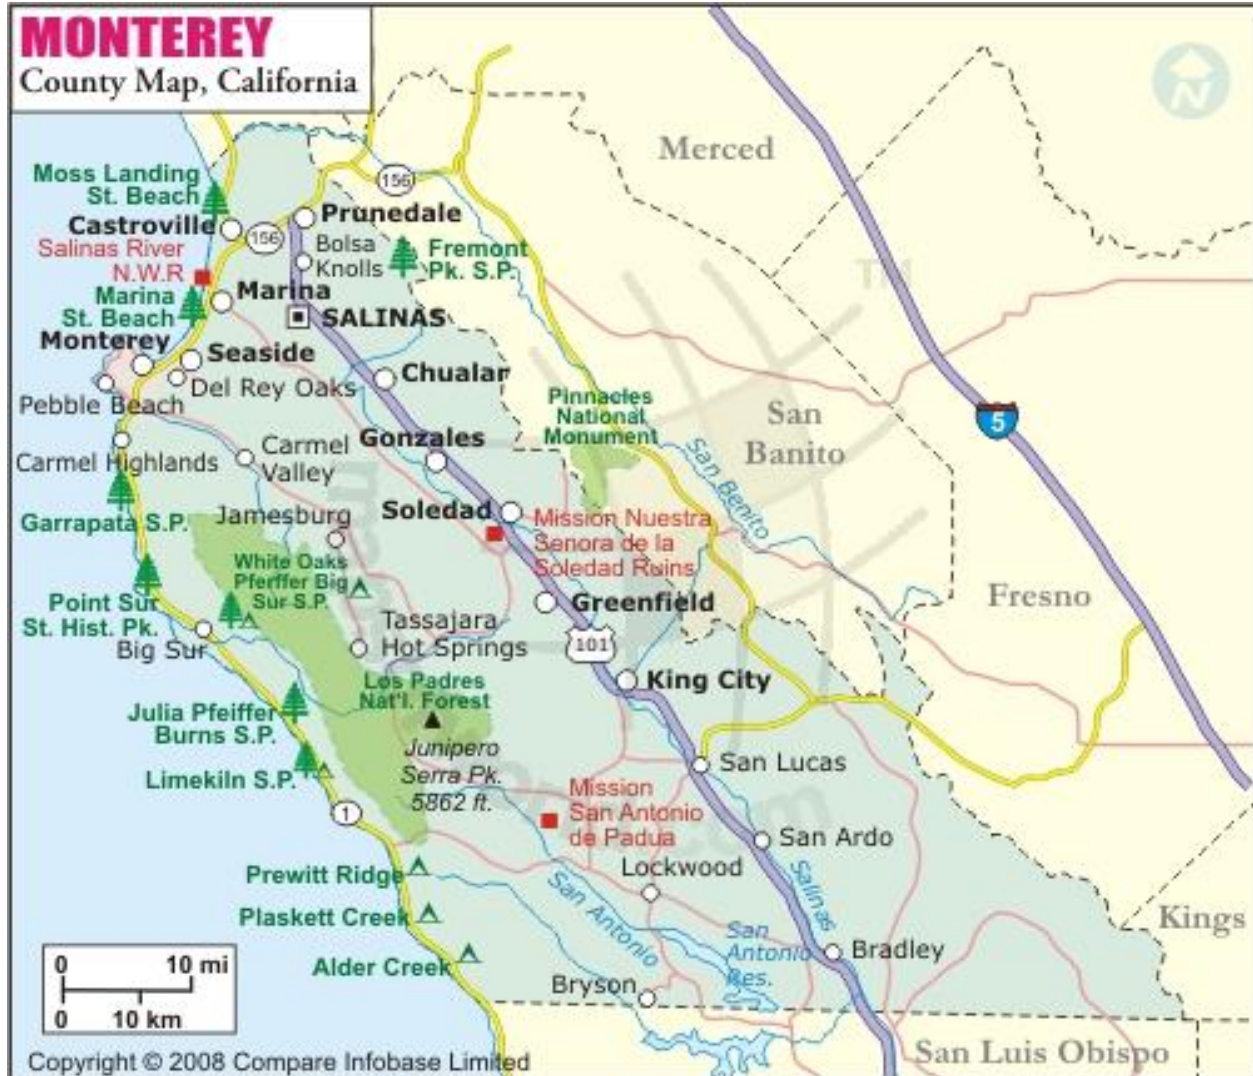 MONTEREY
County Map, California
N
Merced
Moss Landing
St. Beach
156
Castroville
Prunedale
156
Bolsa
Knolls
Fremont
Pk. S.P.
Salinas River
N.W.R
TM
Marina
St. Beach
Marina
SALINAS
Monterey
Seaside
Del Rey Oaks
Chualar
Pebble Beach
Pinnacles
National
Monument
5
San
Banito
Gonzales
Carmel
Valley
Carmel Highlands
San Benito
Garrapata S.P.
Jamesburg
Soledad
Mission Nuestra
Senora de la
Soledad Ruins
White Oaks
Pferffer Big
Sur S.P.
Point Sur
St. Hist. Pk.
Greenfield
Fresno
Big Sur
Tassajara
Hot Springs
101
King City
Los Padres
Nat'l. Forest
Julia Pfeiffer
Burns S.P.
Junipero
Serra Pk.
5862 ft.
San Lucas
Limekiln S.P.
Mission
San Antonio
de Padua
1
San Ardo
Lockwood
Salinas
Prewitt Ridge
San Antonio
Plaskett Creek
Kings
San
Antonio
Res.
Bradley
Alder Creek
Bryson
0 10 mi
0 10 km
San Luis Obispo
Copyright © 2008 Compare Infobase Limited